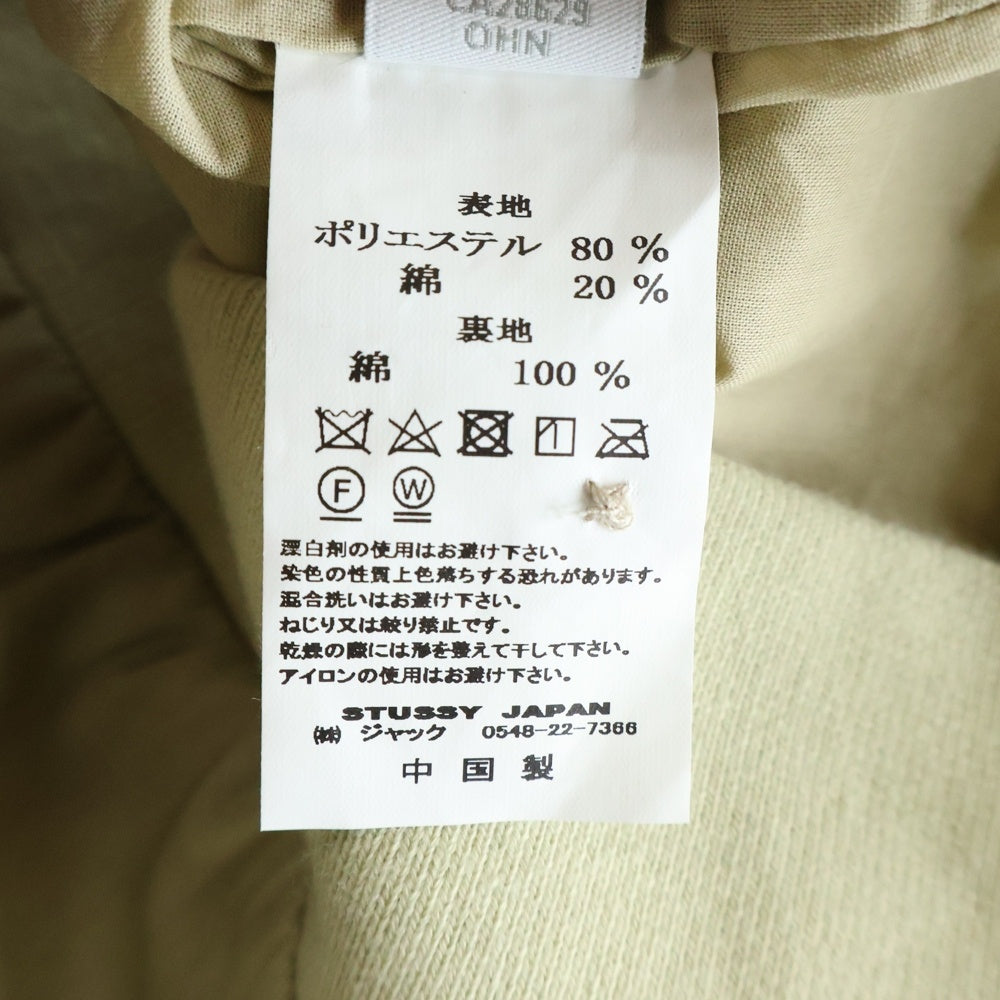 CA28629
OHN
表地
ポリエステル 80 %
綿 20 %
裏地
綿 100 %
F W
漂白剤の使用はお避け下さい。
染色の性質上色落ちする恐れがあります。
混合洗いはお避け下さい。
ねじり又は絞り禁止です。
乾燥の際には形を整えて干して下さい。
アイロンの使用はお避け下さい。
STUSSY JAPAN
㈱ ジャック 0548-22-7366
中国製